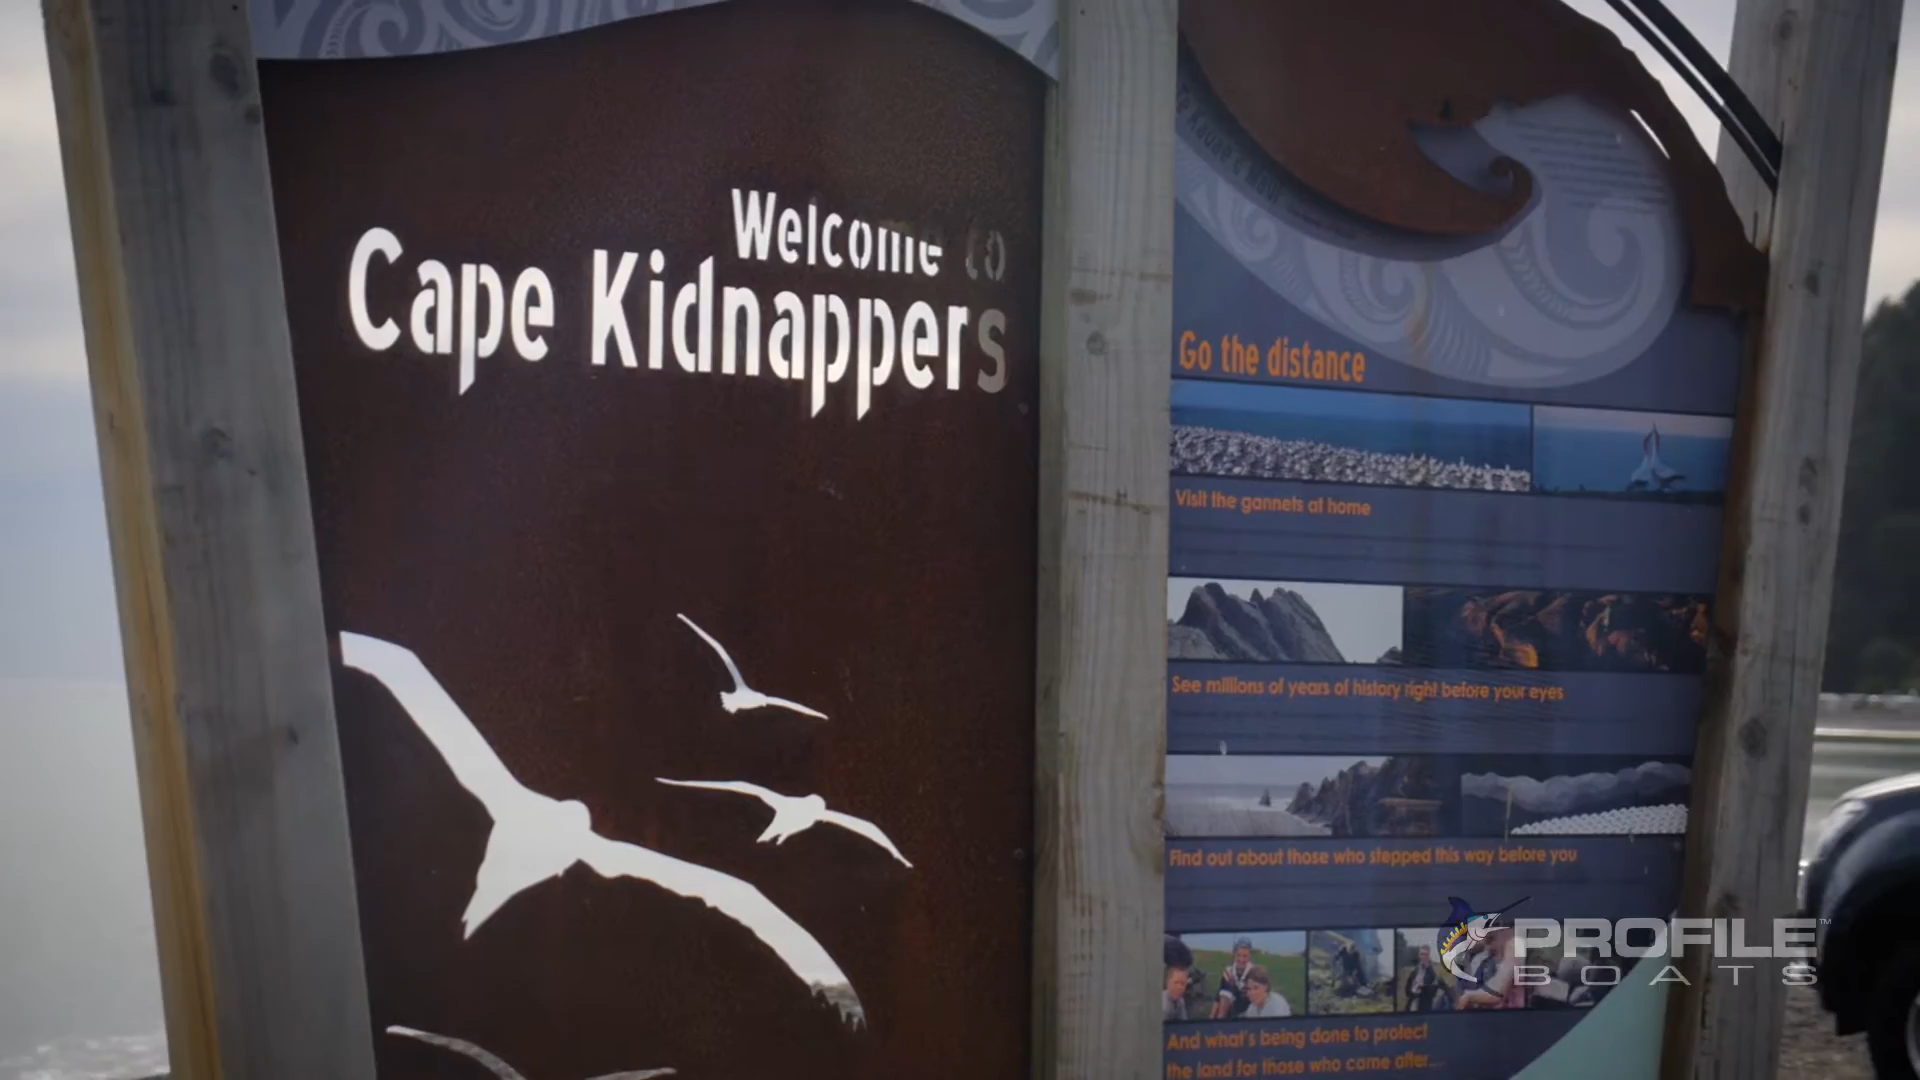 Welcome to
Cape Kidnappers
Go the distance
Visit the gannets at home
See millions of years of history right before your eyes
Find out about those who stepped this way before you
And what's being done to protect
the land for those who came after...
PROFILE™
BOATS